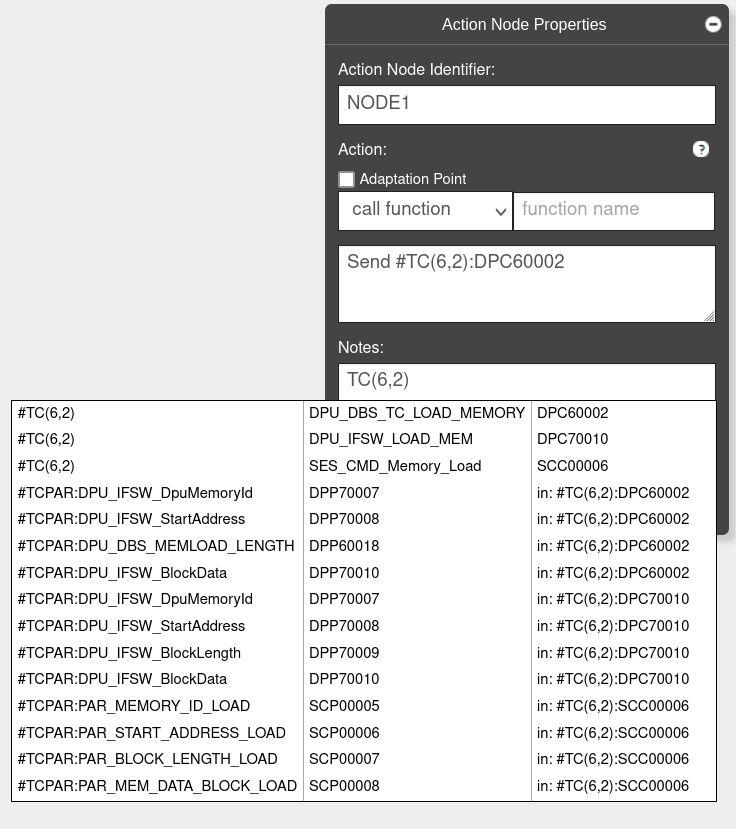 Action Node Properties
Action Node Identifier:
NODE1
Action:
?
Adaptation Point
call function function name
Send #TC(6,2):DPC60002
Notes:
TC(6,2)
#TC(6,2) DPU_DBS_TC_LOAD_MEMORY DPC60002
#TC(6,2) DPU_IFSW_LOAD_MEM DPC70010
#TC(6,2) SES_CMD_Memory_Load SCC00006
#TCPAR:DPU_IFSW_DpuMemoryId DPP70007 in: #TC(6,2):DPC60002
#TCPAR:DPU_IFSW_StartAddress DPP70008 in: #TC(6,2):DPC60002
#TCPAR:DPU_DBS_MEMLOAD_LENGTH DPP60018 in: #TC(6,2):DPC60002
#TCPAR:DPU_IFSW_BlockData DPP70010 in: #TC(6,2):DPC60002
#TCPAR:DPU_IFSW_DpuMemoryId DPP70007 in: #TC(6,2):DPC70010
#TCPAR:DPU_IFSW_StartAddress DPP70008 in: #TC(6,2):DPC70010
#TCPAR:DPU_IFSW_BlockLength DPP70009 in: #TC(6,2):DPC70010
#TCPAR:DPU_IFSW_BlockData DPP70010 in: #TC(6,2):DPC70010
#TCPAR:PAR_MEMORY_ID_LOAD SCP00005 in: #TC(6,2):SCC00006
#TCPAR:PAR_START_ADDRESS_LOAD SCP00006 in: #TC(6,2):SCC00006
#TCPAR:PAR_BLOCK_LENGTH_LOAD SCP00007 in: #TC(6,2):SCC00006
#TCPAR:PAR_MEM_DATA_BLOCK_LOAD SCP00008 in: #TC(6,2):SCC00006